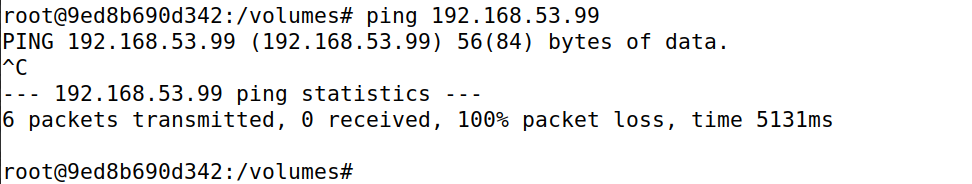 root@9ed8b690d342:/volumes# ping 192.168.53.99
PING 192.168.53.99 (192.168.53.99) 56(84) bytes of data.
^C
--- 192.168.53.99 ping statistics ---
6 packets transmitted, 0 received, 100% packet loss, time 5131ms

root@9ed8b690d342:/volumes#